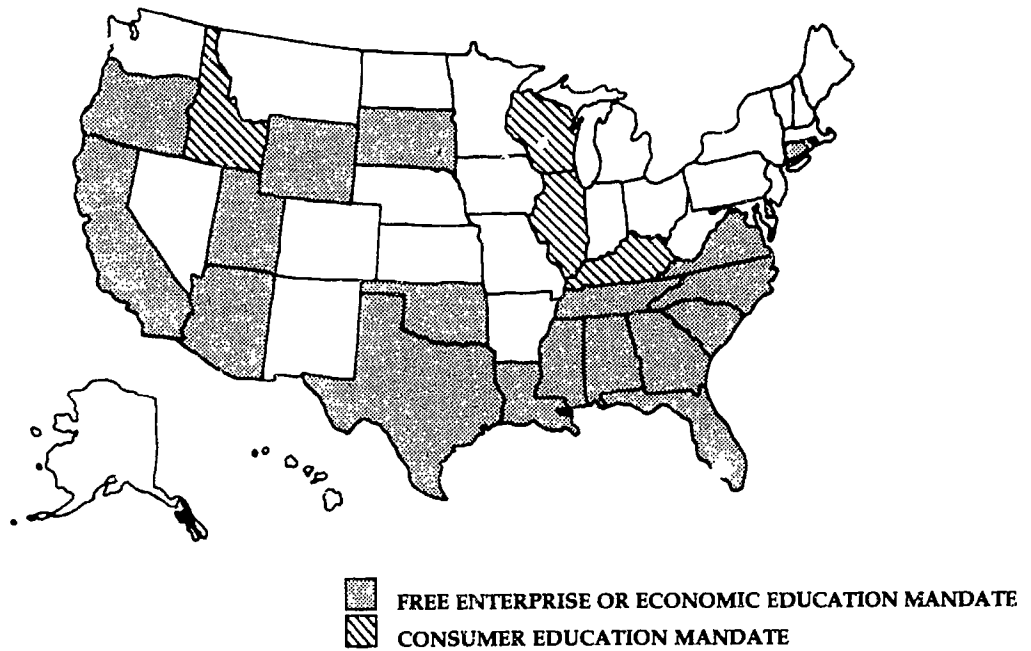 FREE ENTERPRISE OR ECONOMIC EDUCATION MANDATE
CONSUMER EDUCATION MANDATE